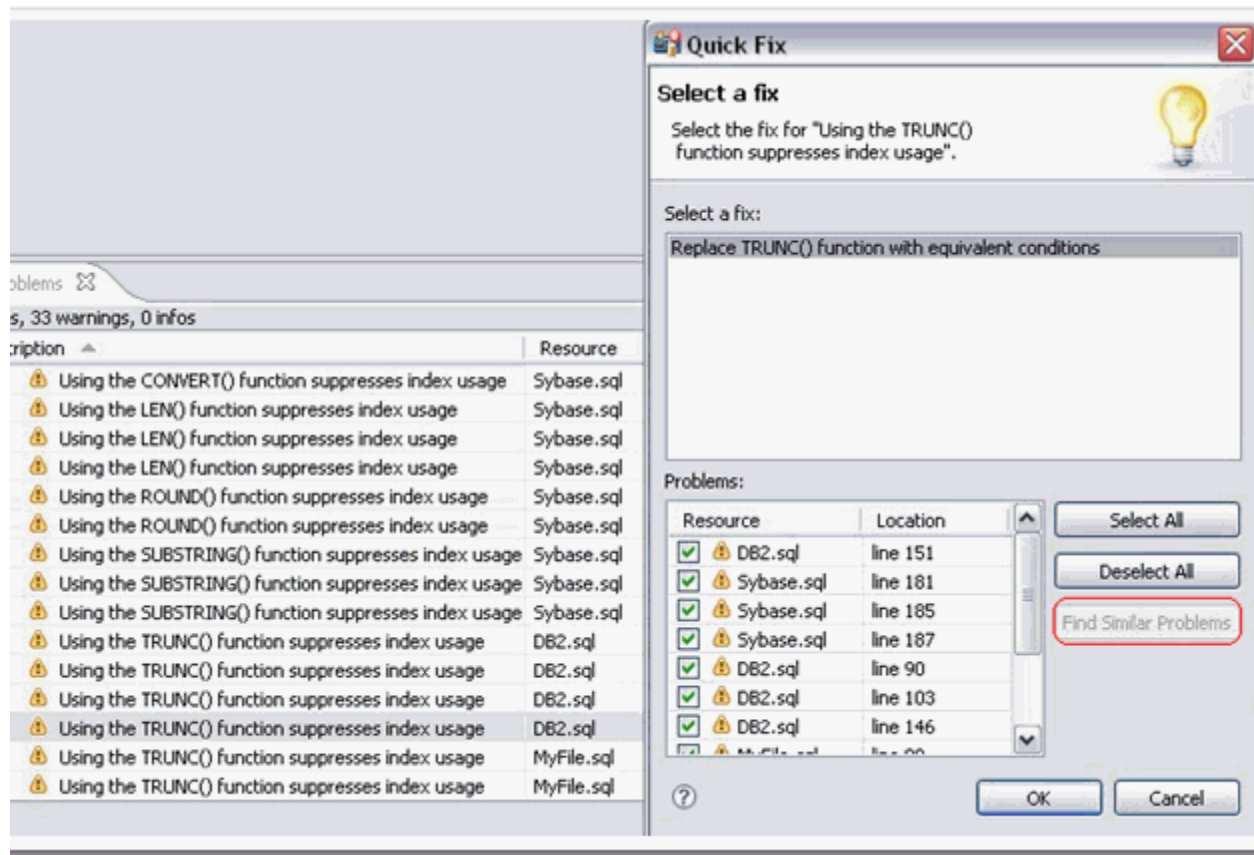 Quick Fix
Select a fix
Select the fix for "Using the TRUNC()
function suppresses index usage".
Select a fix:
Replace TRUNC() function with equivalent conditions
oblems
s, 33 warnings, 0 infos
ription Resource
Using the CONVERT() function suppresses index usage Sybase.sql
Using the LEN() function suppresses index usage Sybase.sql
Using the LEN() function suppresses index usage Sybase.sql
Using the LEN() function suppresses index usage Sybase.sql
Using the ROUND() function suppresses index usage Sybase.sql
Using the ROUND() function suppresses index usage Sybase.sql
Using the SUBSTRING() function suppresses index usage Sybase.sql
Using the SUBSTRING() function suppresses index usage Sybase.sql
Using the SUBSTRING() function suppresses index usage Sybase.sql
Using the TRUNC() function suppresses index usage DB2.sql
Using the TRUNC() function suppresses index usage DB2.sql
Using the TRUNC() function suppresses index usage DB2.sql
Using the TRUNC() function suppresses index usage DB2.sql
Using the TRUNC() function suppresses index usage MyFile.sql
Using the TRUNC() function suppresses index usage MyFile.sql
Problems:
Resource Location
DB2.sql line 151
Sybase.sql line 181
Sybase.sql line 185
Sybase.sql line 187
DB2.sql line 90
DB2.sql line 103
DB2.sql line 146
Select All
Deselect All
Find Similar Problems
OK
Cancel